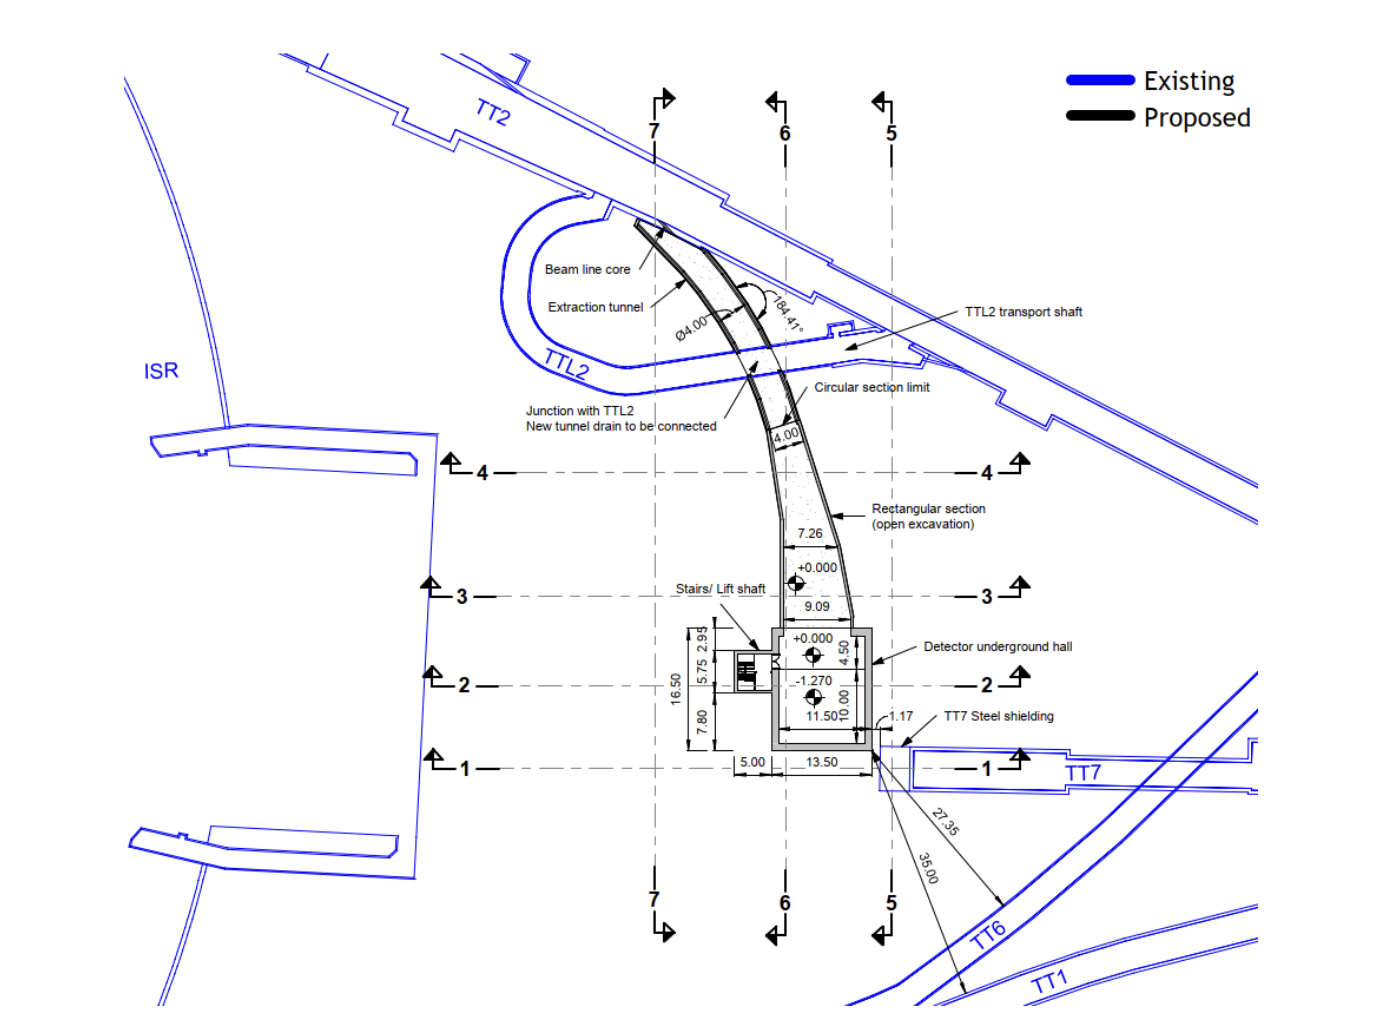 Existing
Proposed
TT2
7
6
5
Beam line core
Extraction tunnel
Ø4.00
184.41°
TTL2 transport shaft
ISR
TTL2
Circular section limit
Junction with TTL2
New tunnel drain to be connected
4.00
4
4
Rectangular section
(open excavation)
7.26
+0.000
Stairs/ Lift shaft
3
3
9.09
2.95
+0.000
4.50
Detector underground hall
5.75
16.50
-1.270
2
2
7.80
11.50
10.00
1.17
TT7 Steel shielding
5.00
13.50
1
1
TT7
27.35
35.00
7
6
5
TT6
TT1